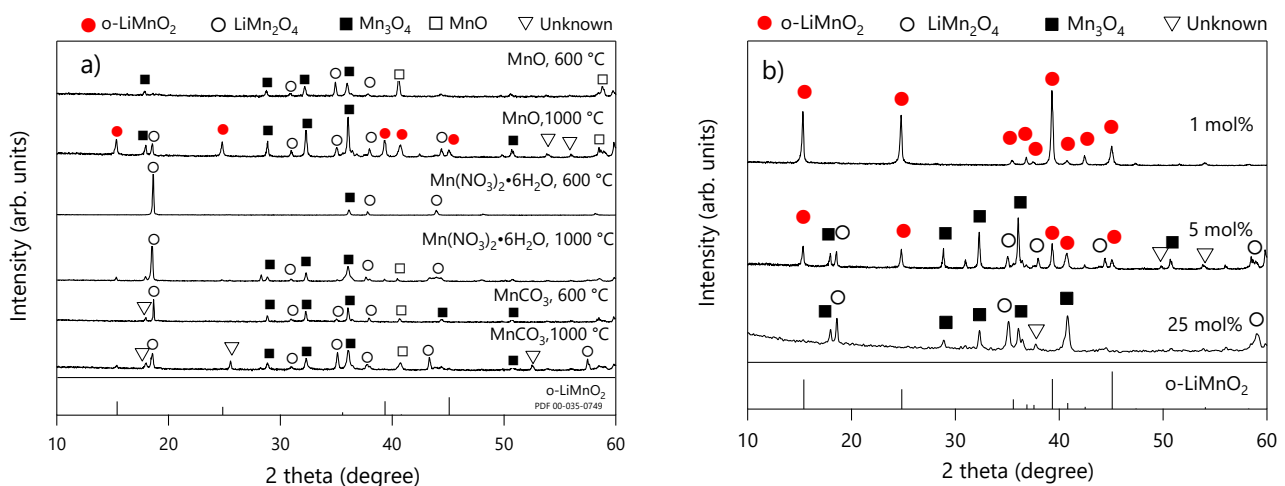 o-LiMnO₂ LiMn₂O₄ Mn₃O₄ MnO Unknown
a)
MnO, 600 °C
MnO,1000 °C
Mn(NO₃)₂•6H₂O, 600 °C
Mn(NO₃)₂•6H₂O, 1000 °C
MnCO₃, 600 °C
MnCO₃,1000 °C
o-LiMnO₂
PDF 00-035-0749
10 20 30 40 50 60
2 theta (degree)
Intensity (arb. units)
o-LiMnO₂ LiMn₂O₄ Mn₃O₄ Unknown
b)
1 mol%
5 mol%
25 mol%
o-LiMnO₂
10 20 30 40 50 60
2 theta (degree)
Intensity (arb. units)